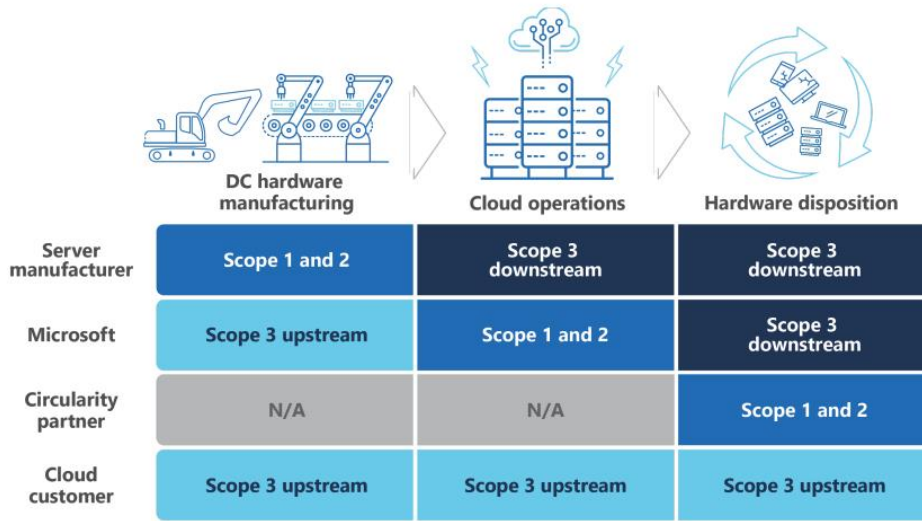 DC hardware
manufacturing
Cloud operations
Hardware disposition
Server
manufacturer
Scope 1 and 2
Scope 3
downstream
Scope 3
downstream
Microsoft
Scope 3 upstream
Scope 1 and 2
Scope 3
downstream
Circularity
partner
N/A
N/A
Scope 1 and 2
Cloud
customer
Scope 3 upstream
Scope 3 upstream
Scope 3 upstream